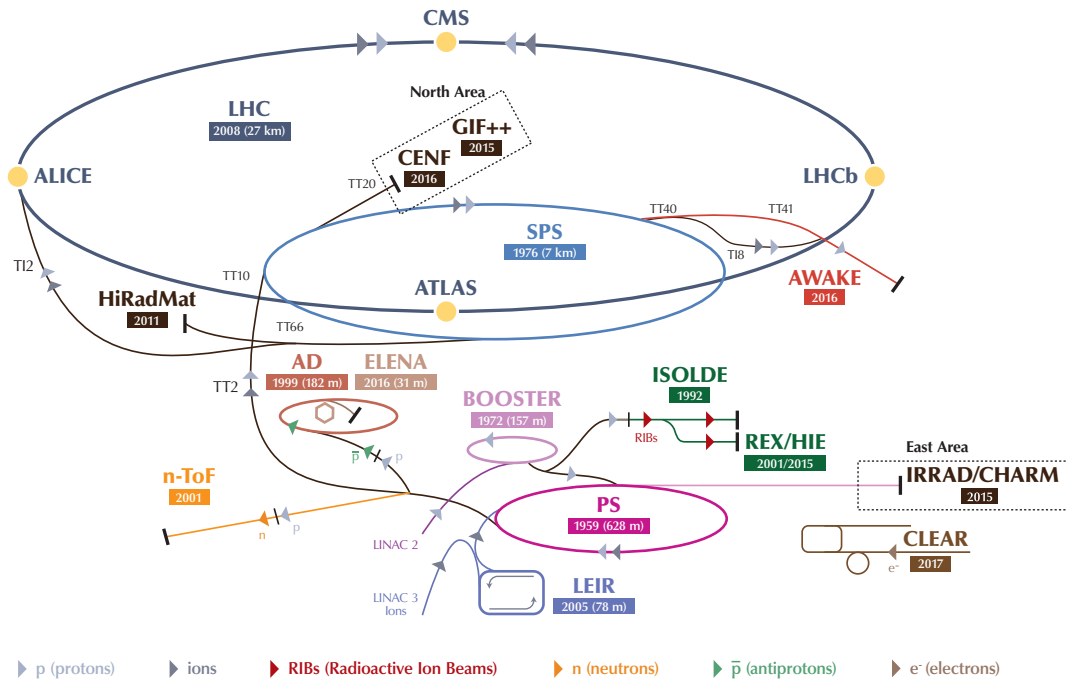 CMS
North Area
LHC
2008 (27 km)
GIF++
2015
CENF
2016
ALICE
LHCb
TT20
TT40
TT41
SPS
1976 (7 km)
TI8
TI2
TT10
AWAKE
2016
ATLAS
HiRadMat
2011
TT66
AD
1999 (182 m)
ELENA
2016 (31 m)
TT2
ISOLDE
1992
BOOSTER
1972 (157 m)
RIBs
REX/HIE
2001/2015
East Area
p̅
p
n-ToF
2001
IRRAD/CHARM
2015
PS
1959 (628 m)
n
p
LINAC 2
CLEAR
2017
e-
LEIR
2005 (78 m)
LINAC 3
Ions
p (protons)
ions
RIBs (Radioactive Ion Beams)
n (neutrons)
p̅ (antiprotons)
e- (electrons)